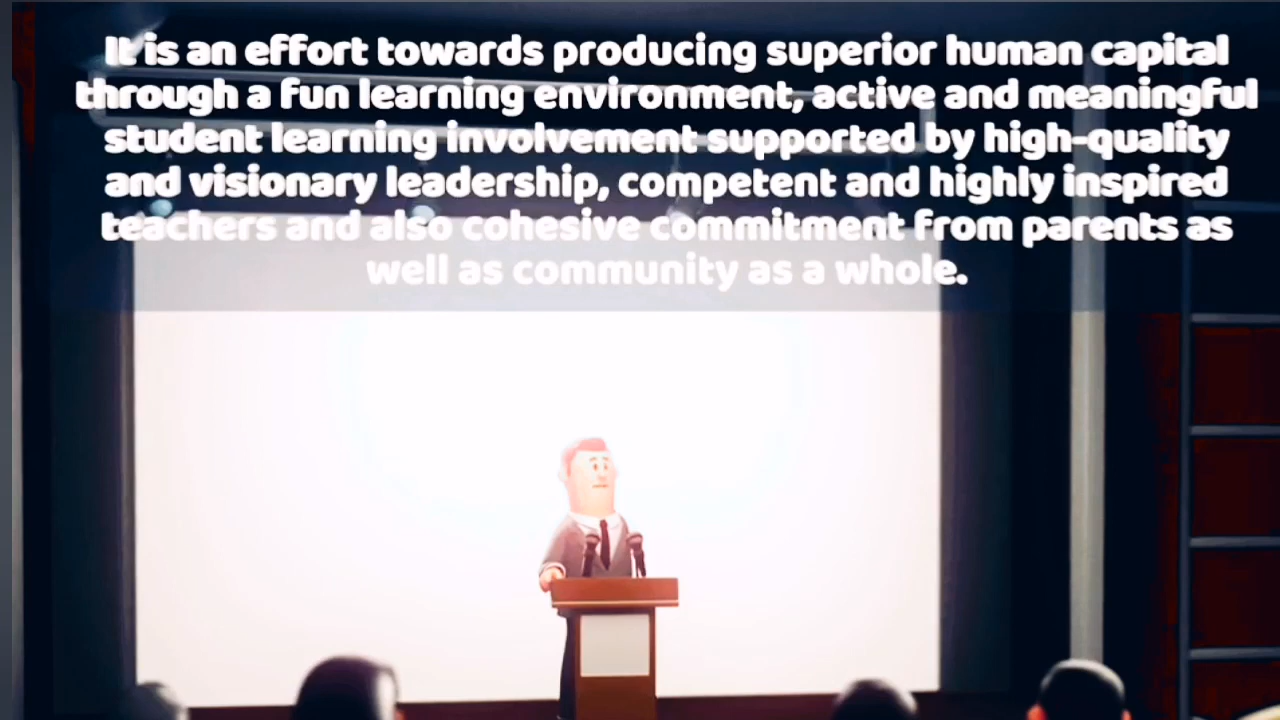 It is an effort towards producing superior human capital
through a fun learning environment, active and meaningful
student learning involvement supported by high-quality
and visionary leadership, competent and highly inspired
teachers and also cohesive commitment from parents as
well as community as a whole.